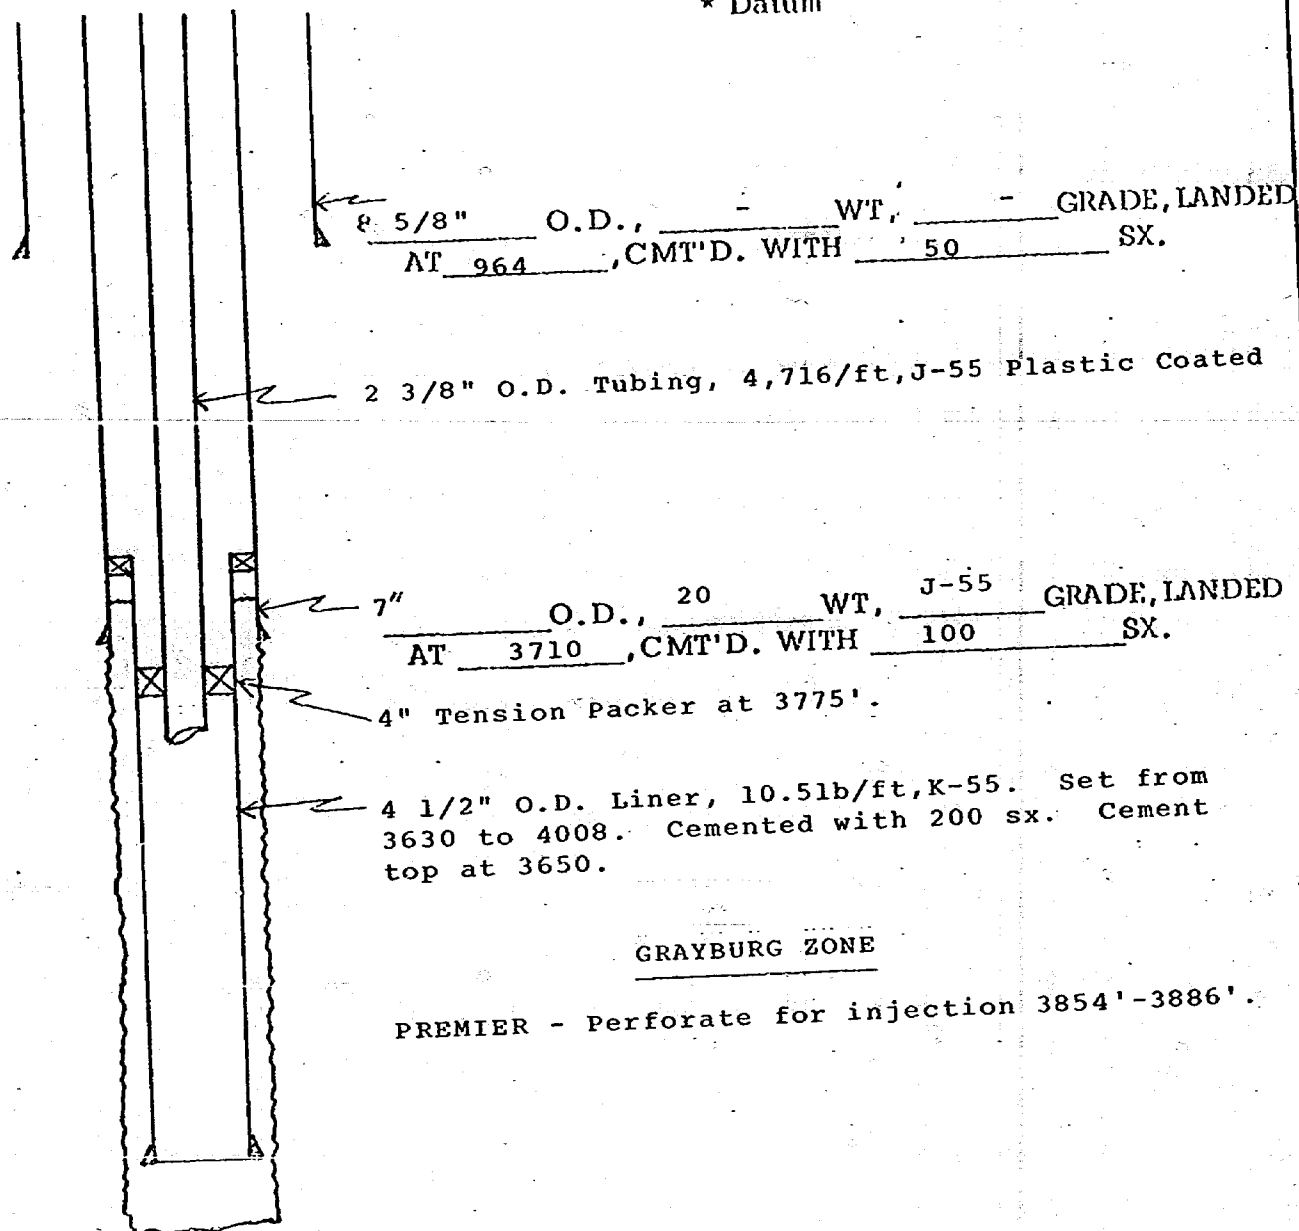 * Datum
8 5/8" O.D., - WT, - GRADE, LANDED
AT 964, CMT'D. WITH 50 SX.
2 3/8" O.D. Tubing, 4,716/ft,J-55 Plastic Coated
7" O.D., 20 WT, J-55 GRADE, LANDED
AT 3710, CMT'D. WITH 100 SX.
4" Tension Packer at 3775'.
4 1/2" O.D. Liner, 10.5lb/ft,K-55. Set from
3630 to 4008. Cemented with 200 sx. Cement
top at 3650.
GRAYBURG ZONE
PREMIER - Perforate for injection 3854'-3886'.